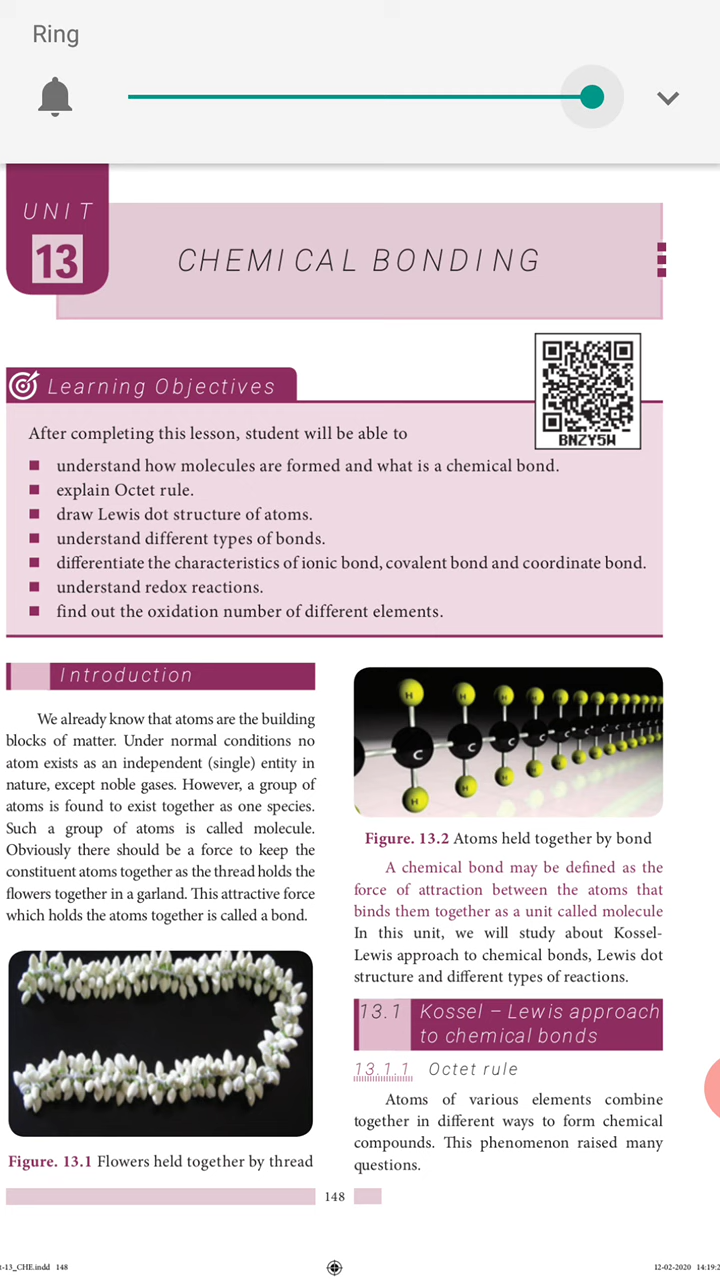 Ring
UNIT
13
CHEMICAL BONDING
BNZY5W
Learning Objectives
After completing this lesson, student will be able to
understand how molecules are formed and what is a chemical bond.
explain Octet rule.
draw Lewis dot structure of atoms.
understand different types of bonds.
differentiate the characteristics of ionic bond, covalent bond and coordinate bond.
understand redox reactions.
find out the oxidation number of different elements.
Introduction
We already know that atoms are the building
blocks of matter. Under normal conditions no
atom exists as an independent (single) entity in
nature, except noble gases. However, a group of
atoms is found to exist together as one species.
Such a group of atoms is called molecule.
Obviously there should be a force to keep the
constituent atoms together as the thread holds the
flowers together in a garland. This attractive force
which holds the atoms together is called a bond.
Figure. 13.1 Flowers held together by thread
H H H H
C C C C
H H H H
Figure. 13.2 Atoms held together by bond
A chemical bond may be defined as the
force of attraction between the atoms that
binds them together as a unit called molecule
In this unit, we will study about Kossel-
Lewis approach to chemical bonds, Lewis dot
structure and different types of reactions.
13.1 Kossel – Lewis approach
to chemical bonds
13.1.1 Octet rule
Atoms of various elements combine
together in different ways to form chemical
compounds. This phenomenon raised many
questions.
148
t-13_CHE.indd 148
12-02-2020 14:19:2